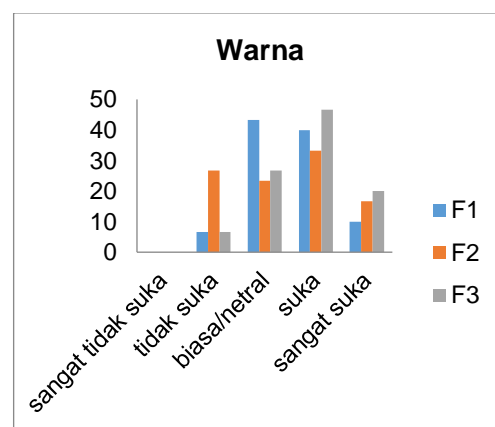 Warna
50
40
30
20
10
0
sangat tidak suka
tidak suka
biasa/netral
suka
sangat suka
F1
F2
F3